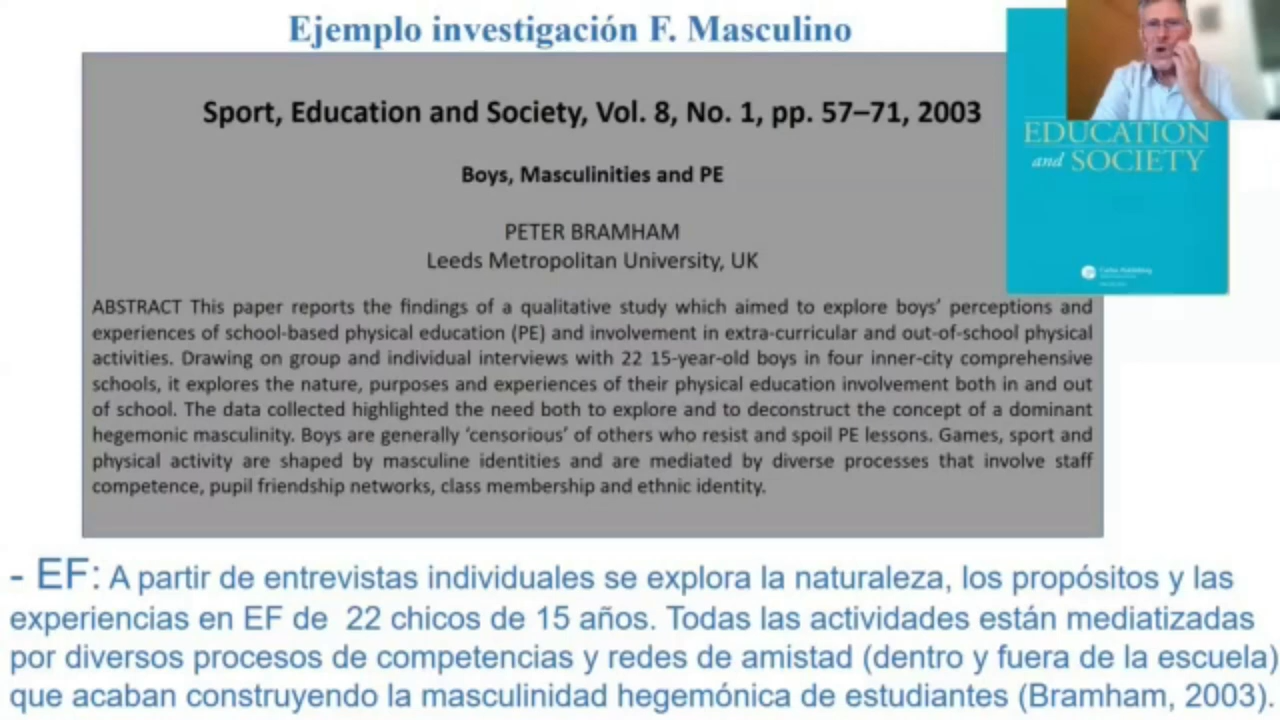 Ejemplo investigación F. Masculino
Sport, Education and Society, Vol. 8, No. 1, pp. 57–71, 2003
Boys, Masculinities and PE
PETER BRAMHAM
Leeds Metropolitan University, UK
ABSTRACT This paper reports the findings of a qualitative study which aimed to explore boys’ perceptions and
experiences of school-based physical education (PE) and involvement in extra-curricular and out-of-school physical
activities. Drawing on group and individual interviews with 22 15-year-old boys in four inner-city comprehensive
schools, it explores the nature, purposes and experiences of their physical education involvement both in and out
of school. The data collected highlighted the need both to explore and to deconstruct the concept of a dominant
hegemonic masculinity. Boys are generally ‘censorious’ of others who resist and spoil PE lessons. Games, sport and
physical activity are shaped by masculine identities and are mediated by diverse processes that involve staff
competence, pupil friendship networks, class membership and ethnic identity.
EDUCATION
and SOCIETY
- EF: A partir de entrevistas individuales se explora la naturaleza, los propósitos y las
experiencias en EF de 22 chicos de 15 años. Todas las actividades están mediatizadas
por diversos procesos de competencias y redes de amistad (dentro y fuera de la escuela)
que acaban construyendo la masculinidad hegemónica de estudiantes (Bramham, 2003).